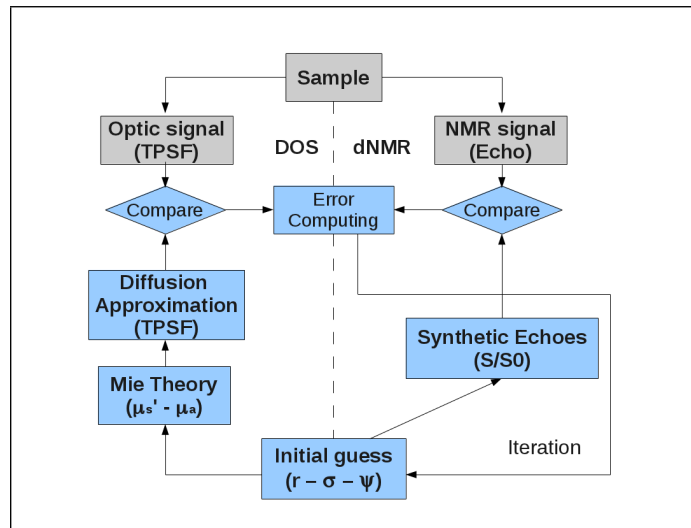 Sample
Optic signal
(TPSF)
DOS
dNMR
NMR signal
(Echo)
Compare
Error
Computing
Compare
Diffusion
Approximation
(TPSF)
Synthetic Echoes
(S/S0)
Mie Theory
(μs' - μa)
Initial guess
(r – σ – ψ)
Iteration